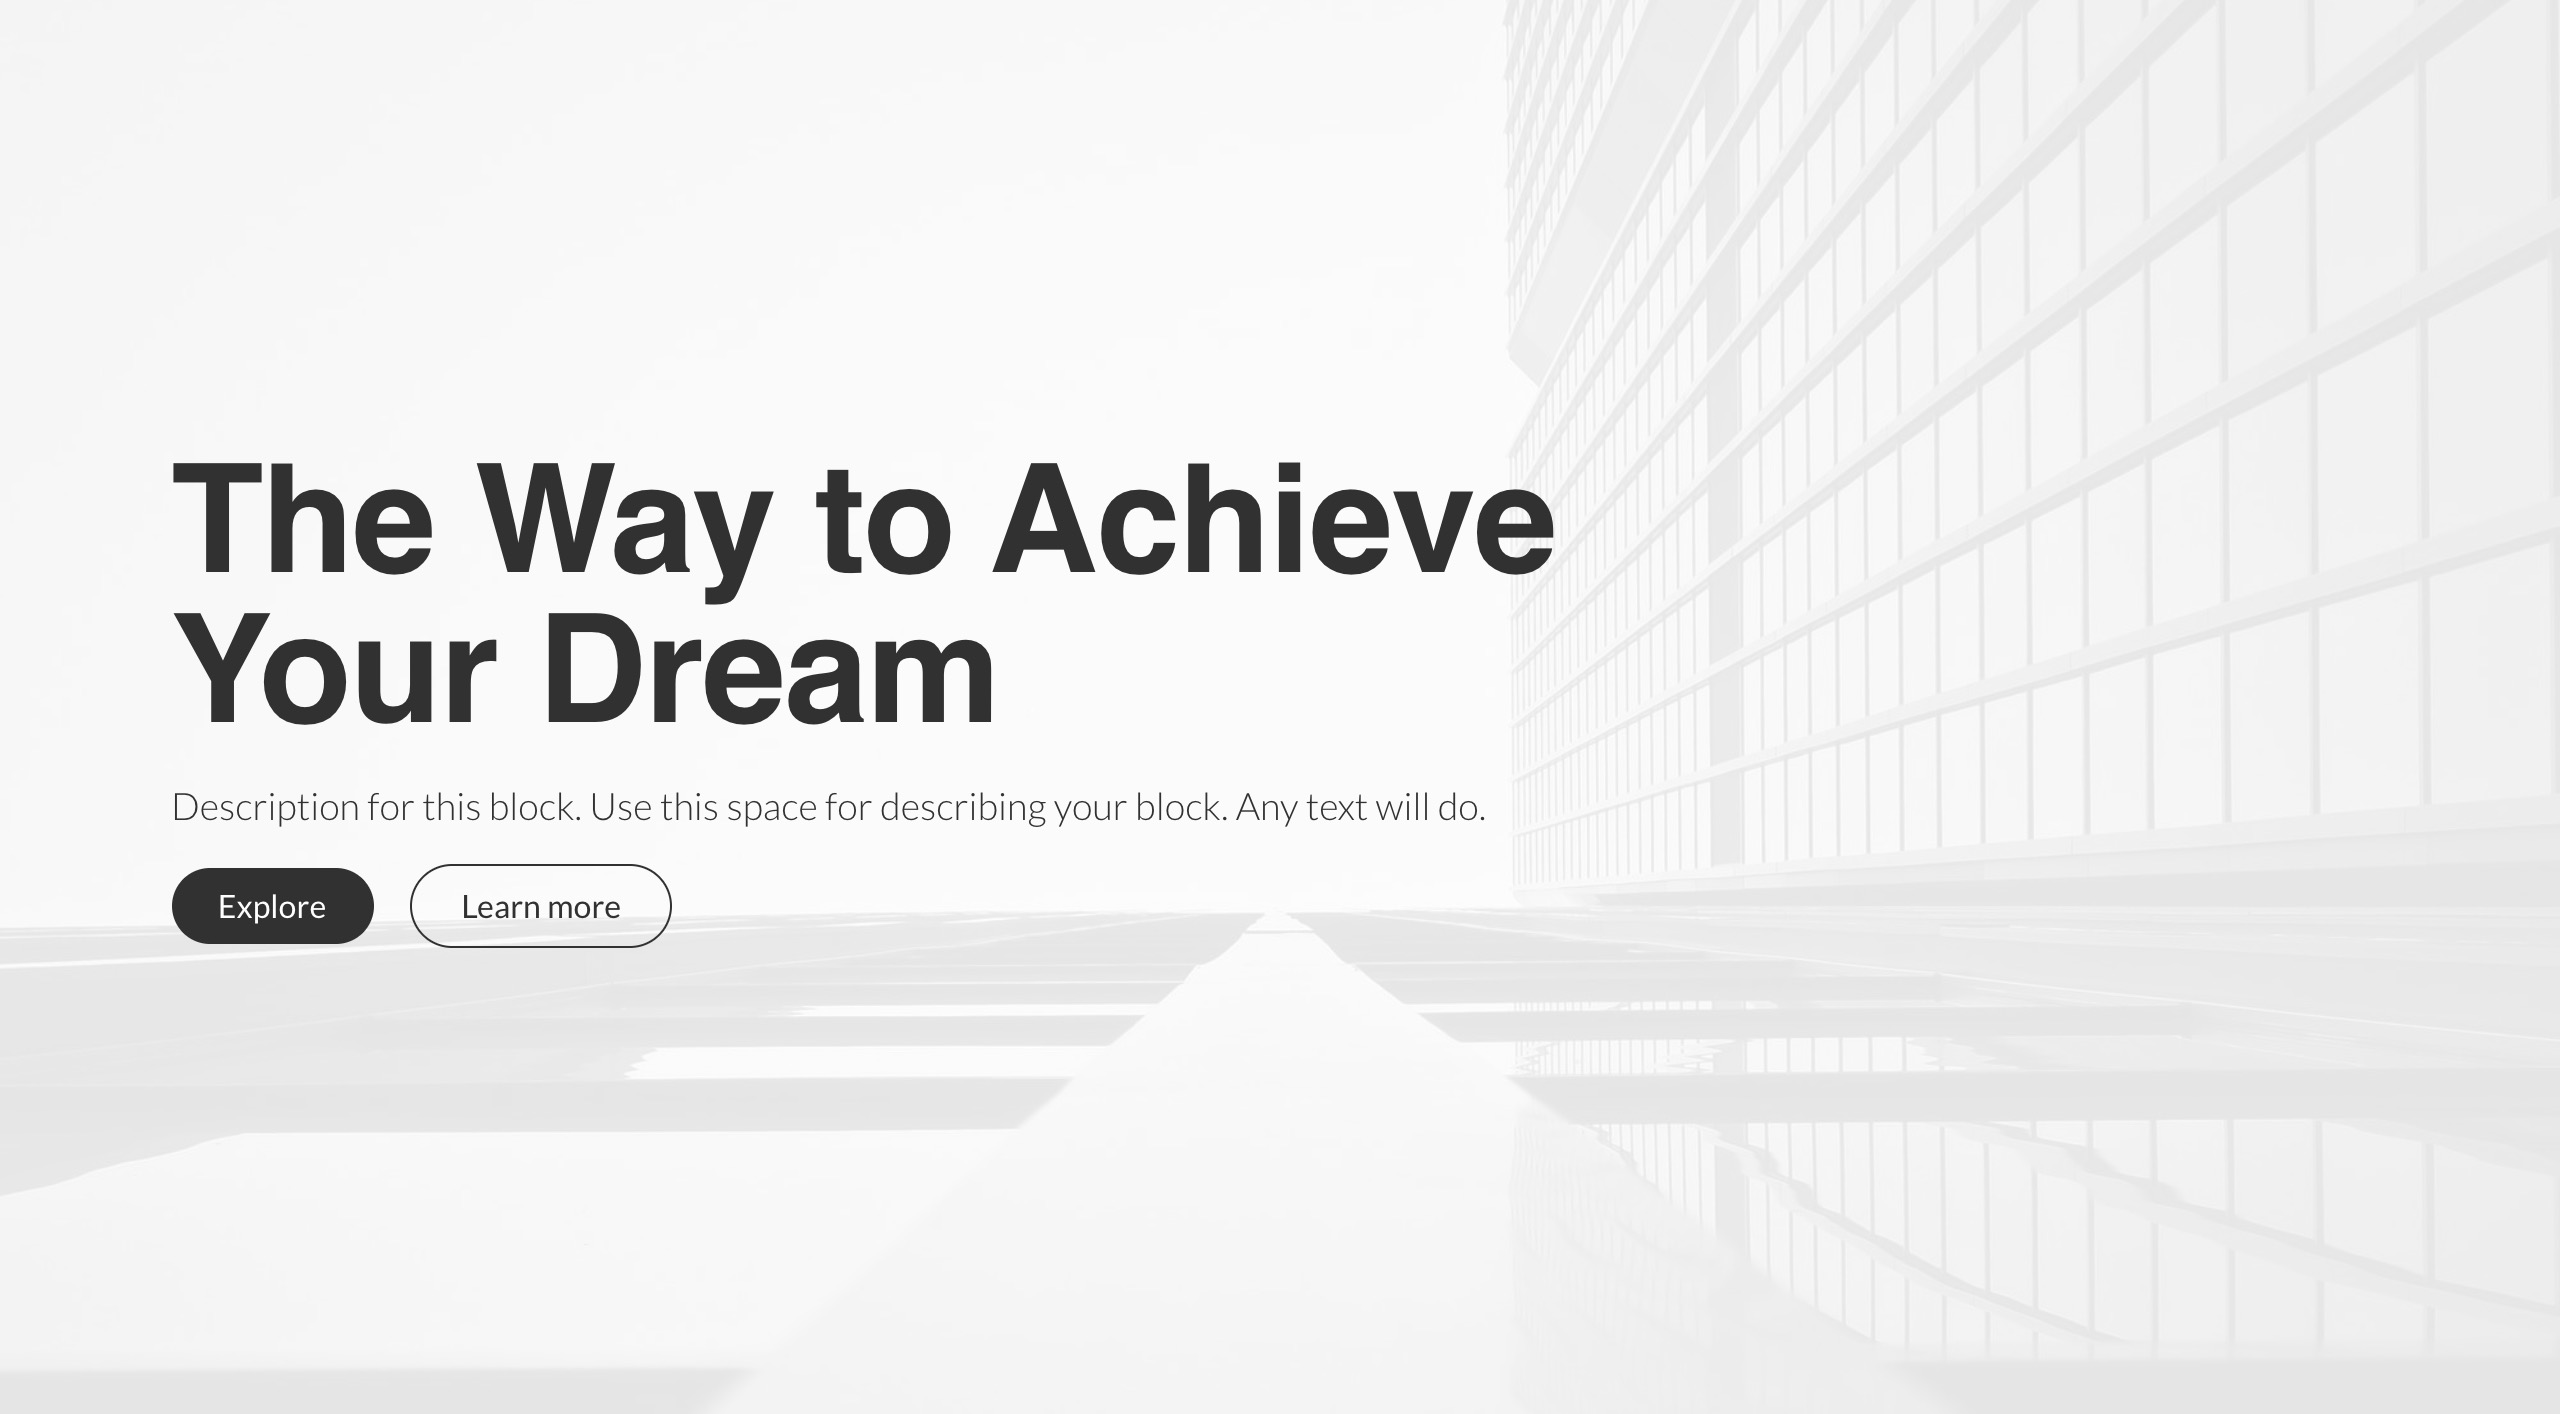 The Way to Achieve
Your Dream
Description for this block. Use this space for describing your block. Any text will do.
Explore
Learn more